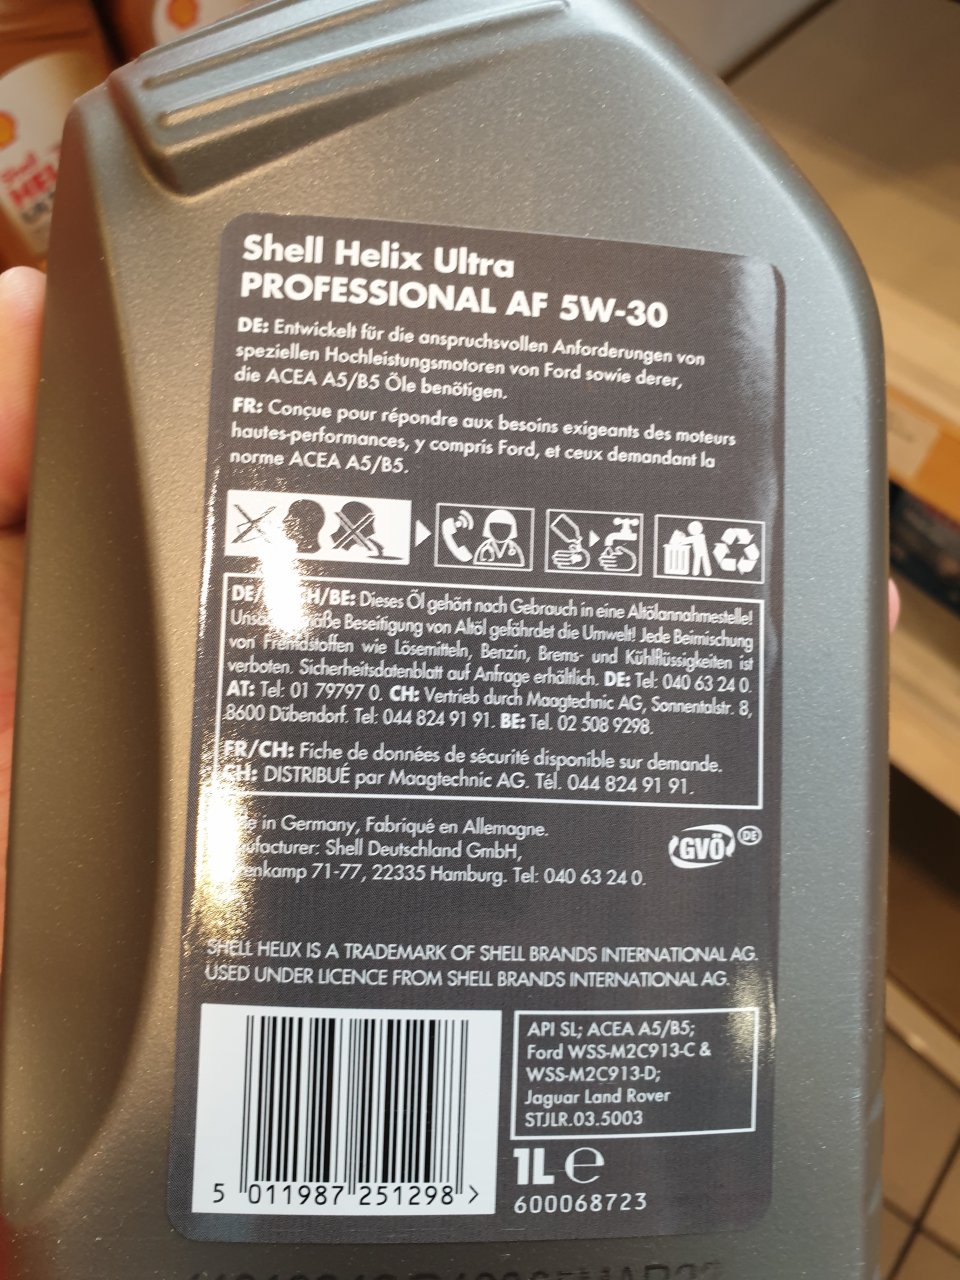 Shell Helix Ultra
PROFESSIONAL AF 5W-30
DE: Entwickelt für die anspruchsvollen Anforderungen von
speziellen Hochleistungsmotoren von Ford sowie derer,
die ACEA A5/B5 Öle benötigen.
FR: Conçue pour répondre aux besoins exigeants des moteurs
hautes-performances, y compris Ford, et ceux demandant la
norme ACEA A5/B5.
DE/ CH/BE: Dieses Öl gehört nach Gebrauch in eine Altölannahmestelle!
Beseitigung von Altöl gefährdet die Umwelt! Jede Beimischung
von Fremdstoffen wie Lösemitteln, Benzin, Brems- und Kühlflüssigkeiten ist
verboten. Sicherheitsdatenblatt auf Anfrage erhältlich. DE: Tel: 040 63 24 0.
AT: Tel: 01 79797 0. CH: Vertrieb durch Maagtechnic AG, Sonnentalstr. 8,
8600 Dübendorf. Tel: 044 824 91 91. BE: Tel. 02 508 9298.
FR/CH: Fiche de données de sécurité disponible sur demande.
CH: DISTRIBUÉ par Maagtechnic AG. Tél. 044 824 91 91.
in Germany, Fabriqué en Allemagne.
Shell Deutschland GmbH,
71-77, 22335 Hamburg. Tel: 040 63 24 0.
GVÖ DE
SHELL HELIX IS A TRADEMARK OF SHELL BRANDS INTERNATIONAL AG.
USED UNDER LICENCE FROM SHELL BRANDS INTERNATIONAL AG.
API SL; ACEA A5/B5;
Ford WSS-M2C913-C &
WSS-M2C913-D;
Jaguar Land Rover
STJLR.03.5003
1L e
600068723
5 011987 251298 >